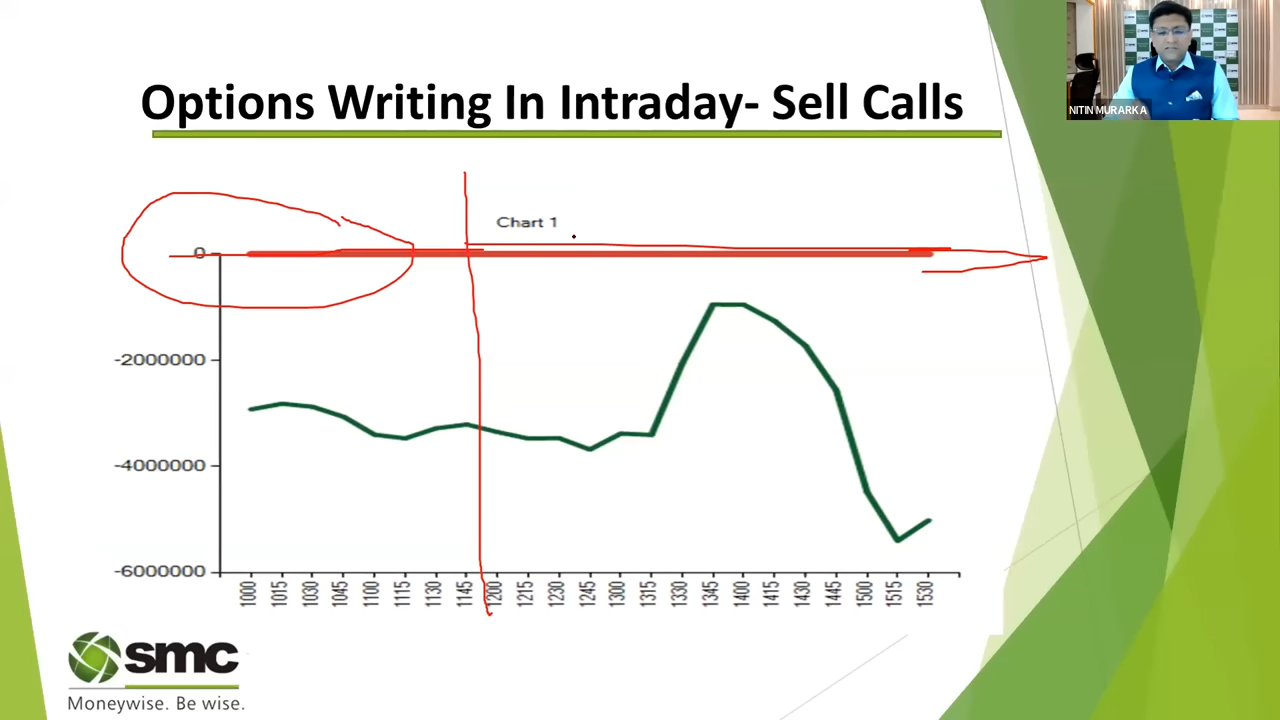 Options Writing In Intraday- Sell Calls
NITIN MURARKA
Chart 1
0
-2000000
-4000000
-6000000
1000 1015 1030 1045 1100 1115 1130 1145 1200 1215 1230 1245 1300 1315 1330 1345 1400 1415 1430 1445 1500 1515 1530
smc
Moneywise. Be wise.